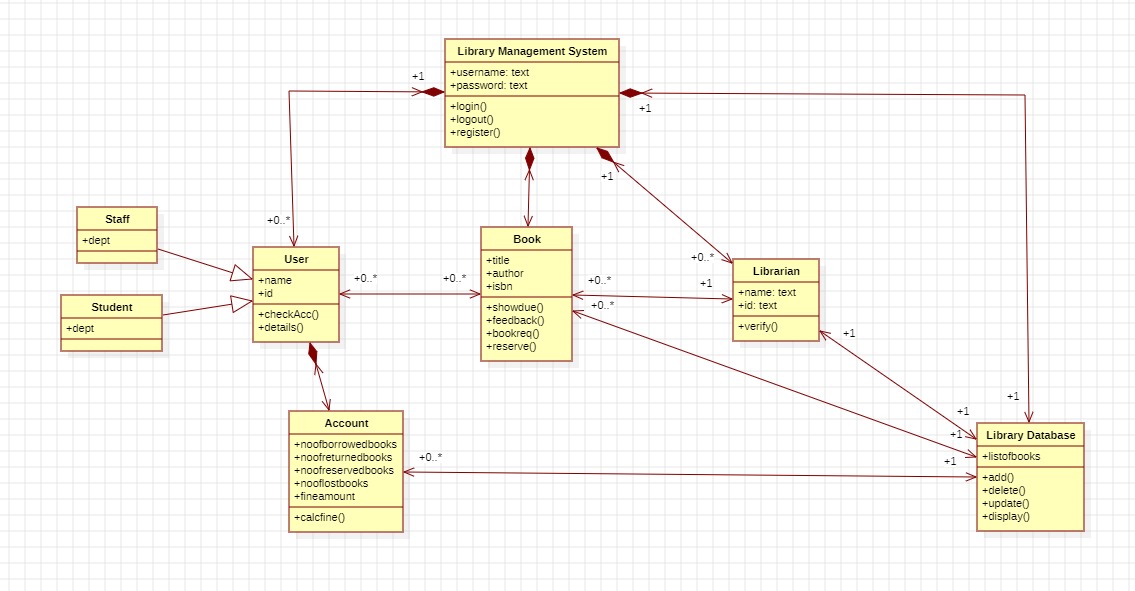 Library Management System
+username: text
+password: text
+login()
+logout()
+register()
+1
+1
+1
+0..*
+0..*
Staff
+dept
Student
+dept
User
+name
+id
+checkAcc()
+details()
+0..*
+0..*
Book
+title
+author
+isbn
+showdue()
+feedback()
+bookreq()
+reserve()
+0..*
+0..*
+1
Librarian
+name: text
+id: text
+verify()
+1
+1
+1
+1
+1
Account
+noofborrowedbooks
+noofreturnedbooks
+noofreservedbooks
+nooflostbooks
+fineamount
+calcfine()
+0..*
Library Database
+listofbooks
+add()
+delete()
+update()
+display()